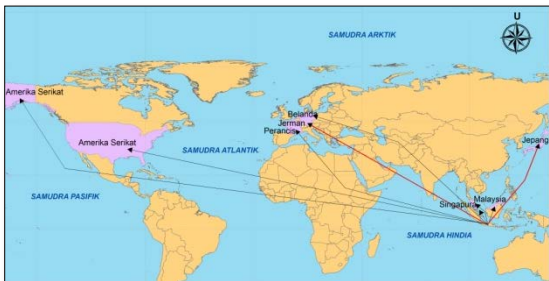 U
SAMUDRA ARKTIK
Amerika Serikat
Belanda
Jerman
Perancis
Jepang
Amerika Serikat
SAMUDRA ATLANTIK
SAMUDRA PASIFIK
Malaysia
Singapura
SAMUDRA HINDIA